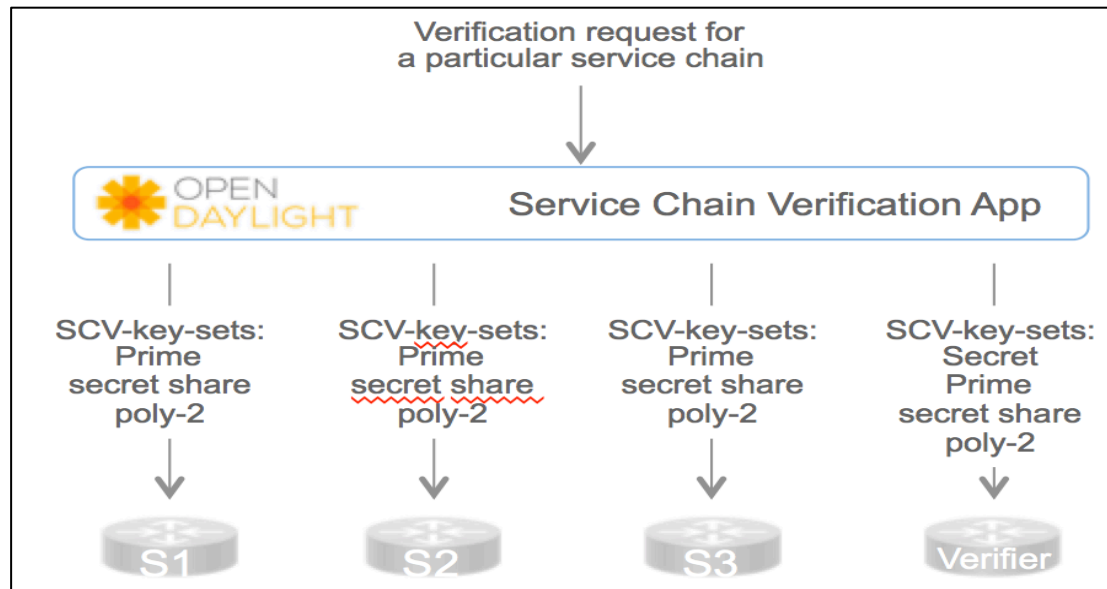 Verification request for
a particular service chain
OPEN
DAYLIGHT
Service Chain Verification App
SCV-key-sets:
Prime
secret share
poly-2
SCV-key-sets:
Prime
secret share
poly-2
SCV-key-sets:
Prime
secret share
poly-2
SCV-key-sets:
Secret
Prime
secret share
poly-2
S1
S2
S3
Verifier